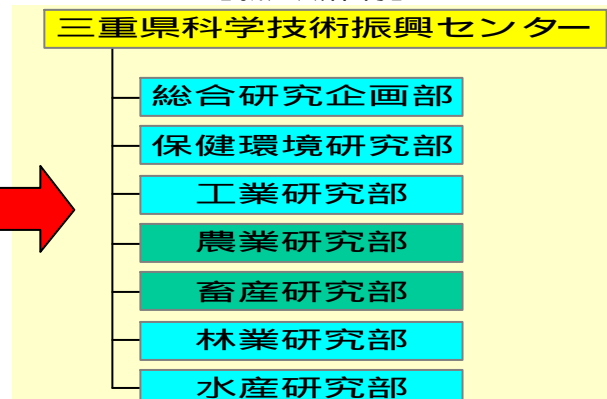 三重県科学技術振興センター
総合研究企画部
保健環境研究部
工業研究部
農業研究部
畜産研究部
林業研究部
水産研究部